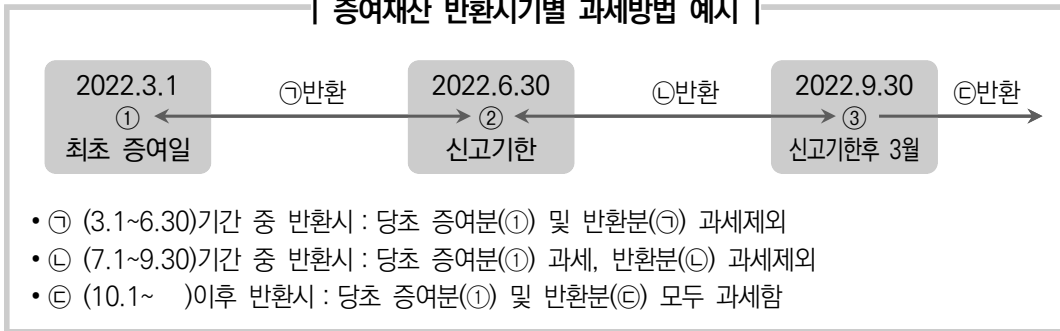 | 증여재산 반환시기별 과세방법 예시 |
2022.3.1 ㉠반환 2022.6.30 ㉡반환 2022.9.30 ㉢반환
① ② ③
최초 증여일 신고기한 신고기한후 3월
• ㉠ (3.1~6.30)기간 중 반환시 : 당초 증여분(①) 및 반환분(㉠) 과세제외
• ㉡ (7.1~9.30)기간 중 반환시 : 당초 증여분(①) 과세, 반환분(㉡) 과세제외
• ㉢ (10.1~ )이후 반환시 : 당초 증여분(①) 및 반환분(㉢) 모두 과세함